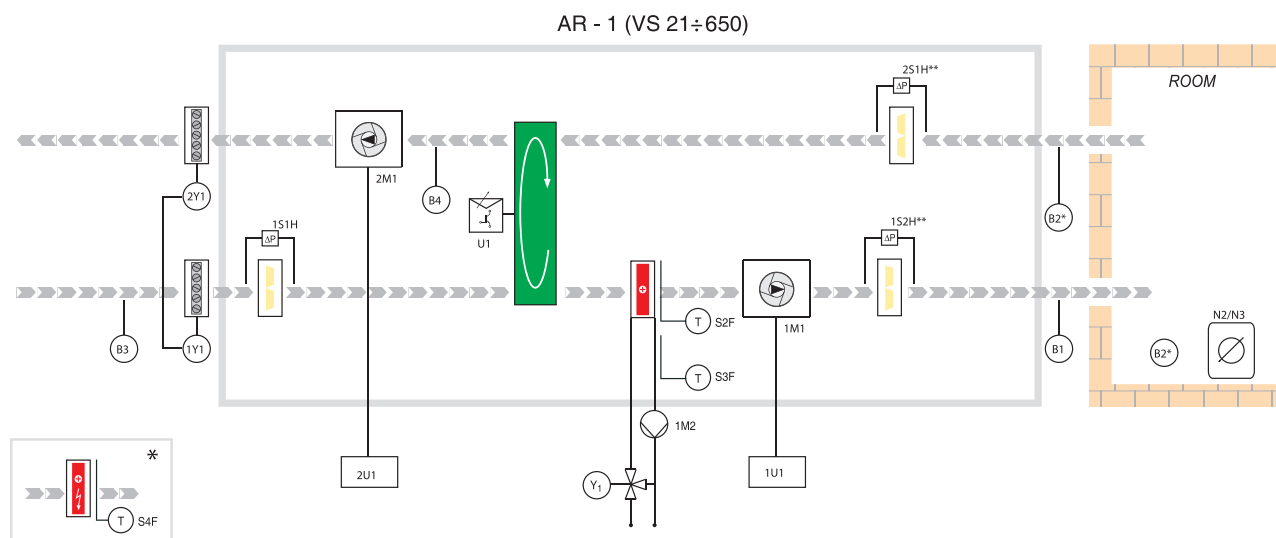 AR - 1 (VS 21÷650)
2S1H**
ΔP
ROOM
2M1
B4
2Y1
U1
B2*
1S1H
ΔP
1S2H**
ΔP
T
S2F
1M1
N2/N3
B3
1Y1
B1
B2*
T
S3F
1M2
*
2U1
1U1
Y1
T
S4F